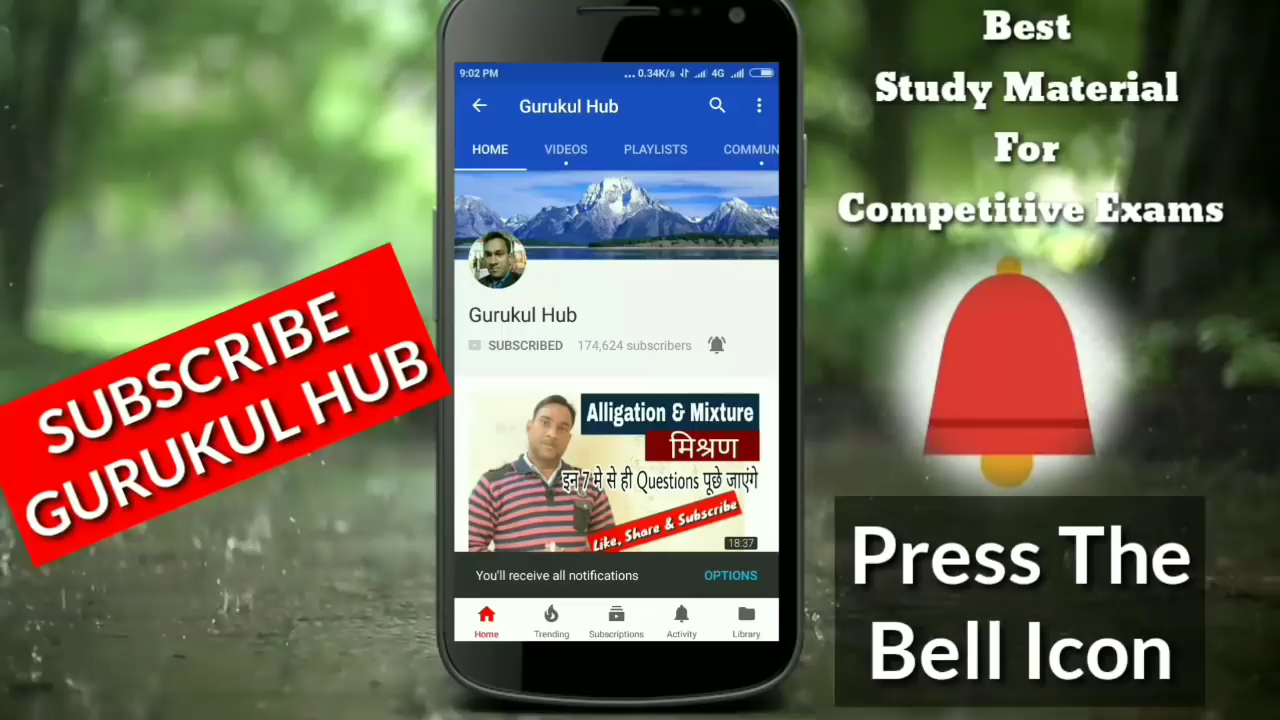 SUBSCRIBE
GURUKUL HUB
9:02 PM
... 0.34K/s 4G
Gurukul Hub
HOME VIDEOS PLAYLISTS COMMUN
Gurukul Hub
SUBSCRIBED 174,624 subscribers
Alligation & Mixture
मिश्रण
इन 7 मे से ही Questions पूछे जाएंगे
Like, Share & Subscribe
18:37
You'll receive all notifications OPTIONS
Home Trending Subscriptions Activity Library
Best
Study Material
For
Competitive Exams
Press The
Bell Icon